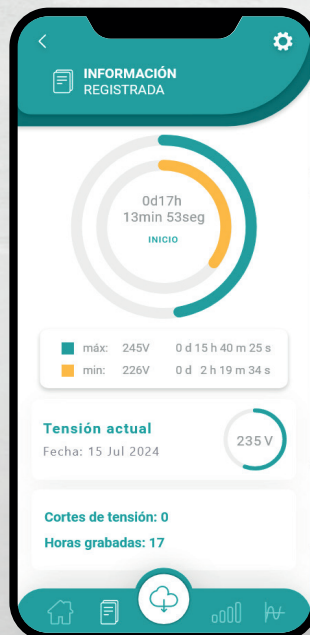 INFORMACIÓN
REGISTRADA
0d17h
13min 53seg
INICIO
máx: 245V 0 d 15 h 40 m 25 s
min: 226V 0 d 2 h 19 m 34 s
Tensión actual
Fecha: 15 Jul 2024
235 V
Cortes de tensión: 0
Horas grabadas: 17